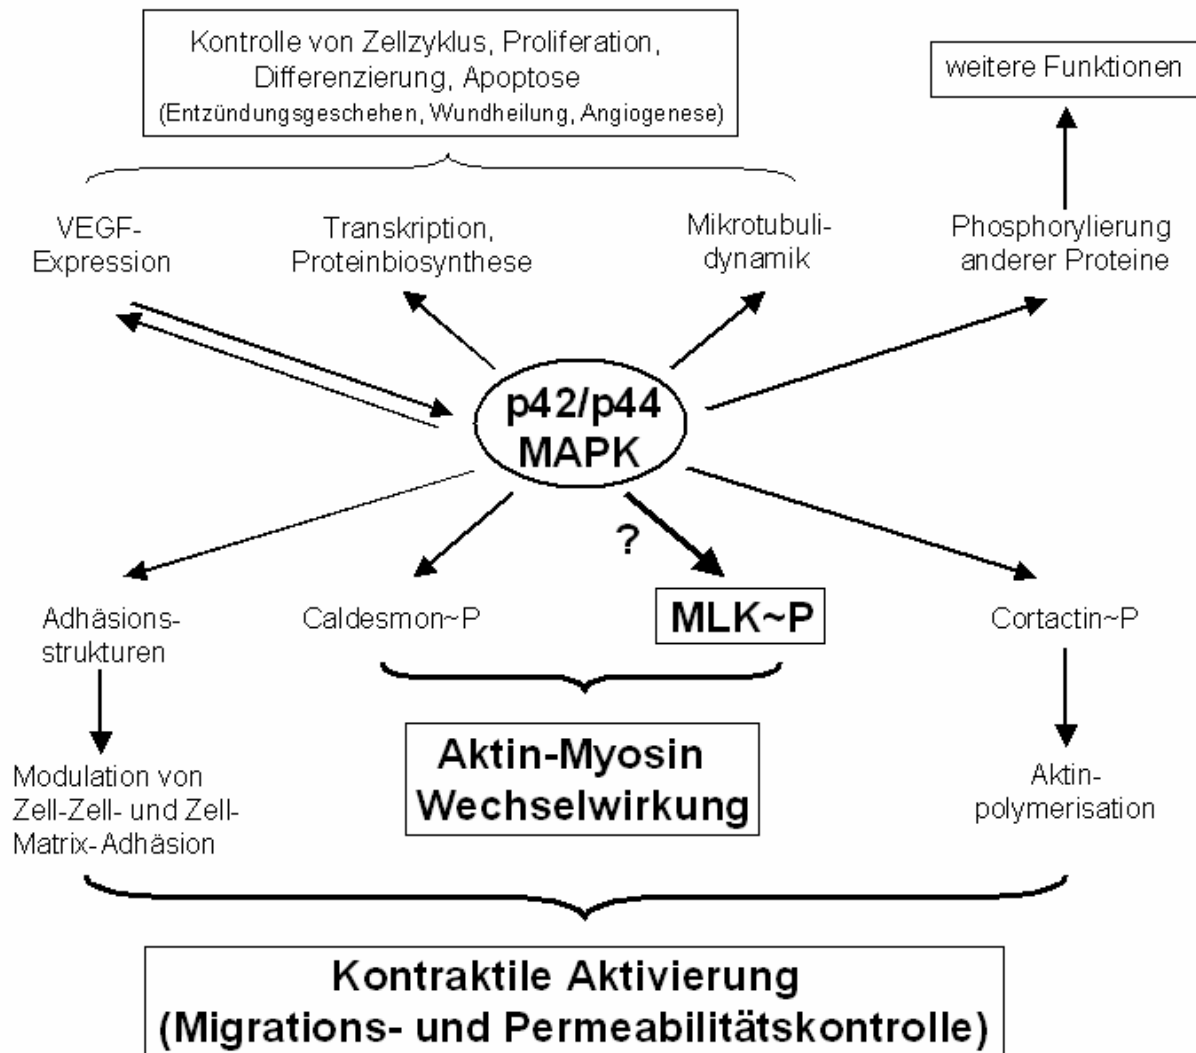 Kontrolle von Zellzyklus, Proliferation,
Differenzierung, Apoptose
(Entzündungsgeschehen, Wundheilung, Angiogenese)
weitere Funktionen
VEGF-
Expression
Transkription,
Proteinbiosynthese
Mikrotubuli-
dynamik
Phosphorylierung
anderer Proteine
p42/p44
MAPK
?
Adhäsions-
strukturen
Caldesmon~P
MLK~P
Cortactin~P
Aktin-Myosin
Wechselwirkung
Modulation von
Zell-Zell- und Zell-
Matrix-Adhäsion
Aktin-
polymerisation
Kontraktile Aktivierung
(Migrations- und Permeabilitätskontrolle)